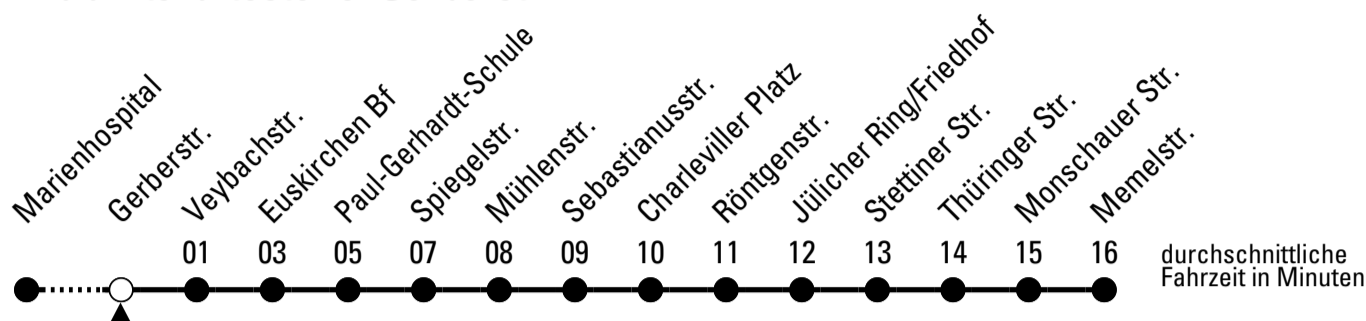 Marienhospital
Gerberstr.
Veybachstr.
Euskirchen Bf
Paul-Gerhardt-Schule
Spiegelstr.
Mühlenstr.
Sebastianusstr.
Charleviller Platz
Röntgenstr.
Jülicher Ring/Friedhof
Stettiner Str.
Thüringer Str.
Monschauer Str.
Memelstr.
01 03 05 07 08 09 10 11 12 13 14 15 16
durchschnittliche
Fahrzeit in Minuten